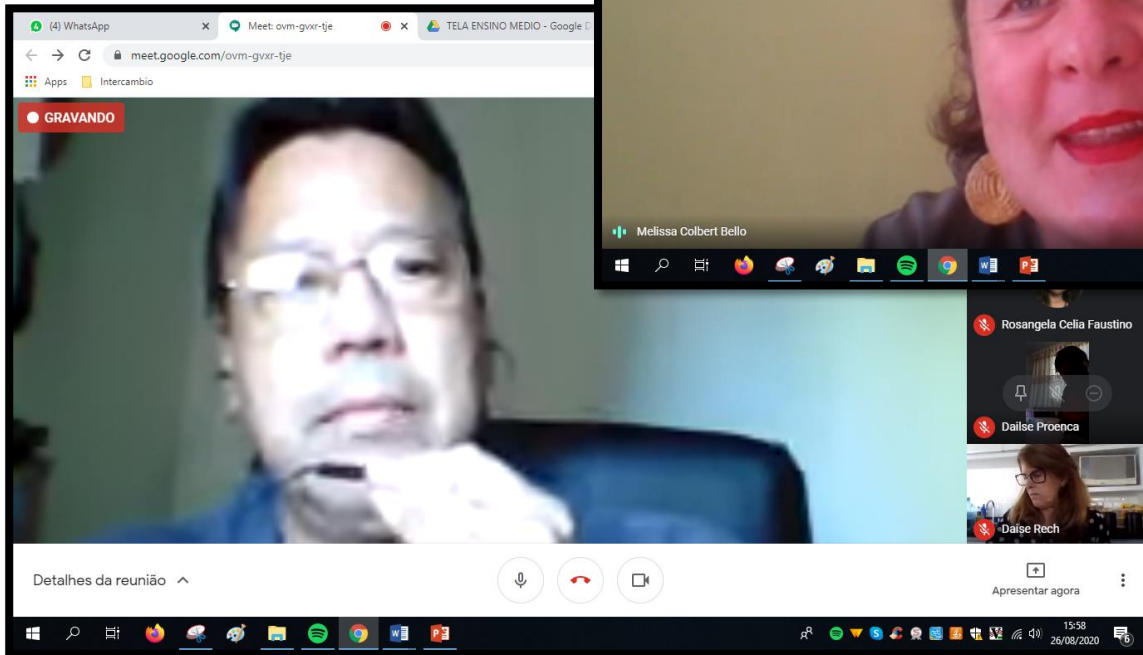 (4) WhatsApp
Meet: ovm-gvxr-tje
TELA ENSINO MEDIO - Google D
meet.google.com/ovm-gvxr-tje
Apps
Intercambio
GRAVANDO
Melissa Colbert Bello
Rosangela Celia Faustino
Dailse Proenca
Daíse Rech
Detalhes da reunião
Apresentar agora
15:58
26/08/2020
6